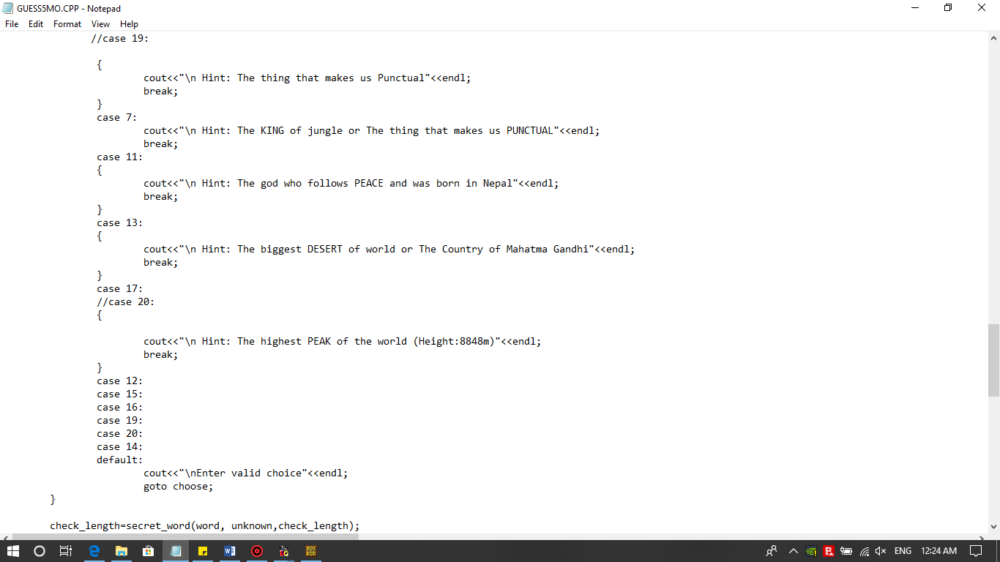 GUESS5MO.CPP - Notepad
File Edit Format View Help
//case 19:
{
cout<<"\n Hint: The thing that makes us Punctual"<<endl;
break;
}
case 7:
cout<<"\n Hint: The KING of jungle or The thing that makes us PUNCTUAL"<<endl;
break;
case 11:
{
cout<<"\n Hint: The god who follows PEACE and was born in Nepal"<<endl;
break;
}
case 13:
{
cout<<"\n Hint: The biggest DESERT of world or The Country of Mahatma Gandhi"<<endl;
break;
}
case 17:
//case 20:
{
cout<<"\n Hint: The highest PEAK of the world (Height:8848m)"<<endl;
break;
}
case 12:
case 15:
case 16:
case 19:
case 20:
case 14:
default:
cout<<"\nEnter valid choice"<<endl;
goto choose;
}
check_length=secret_word(word, unknown,check_length);
DOS
BOX
ENG 12:24 AM